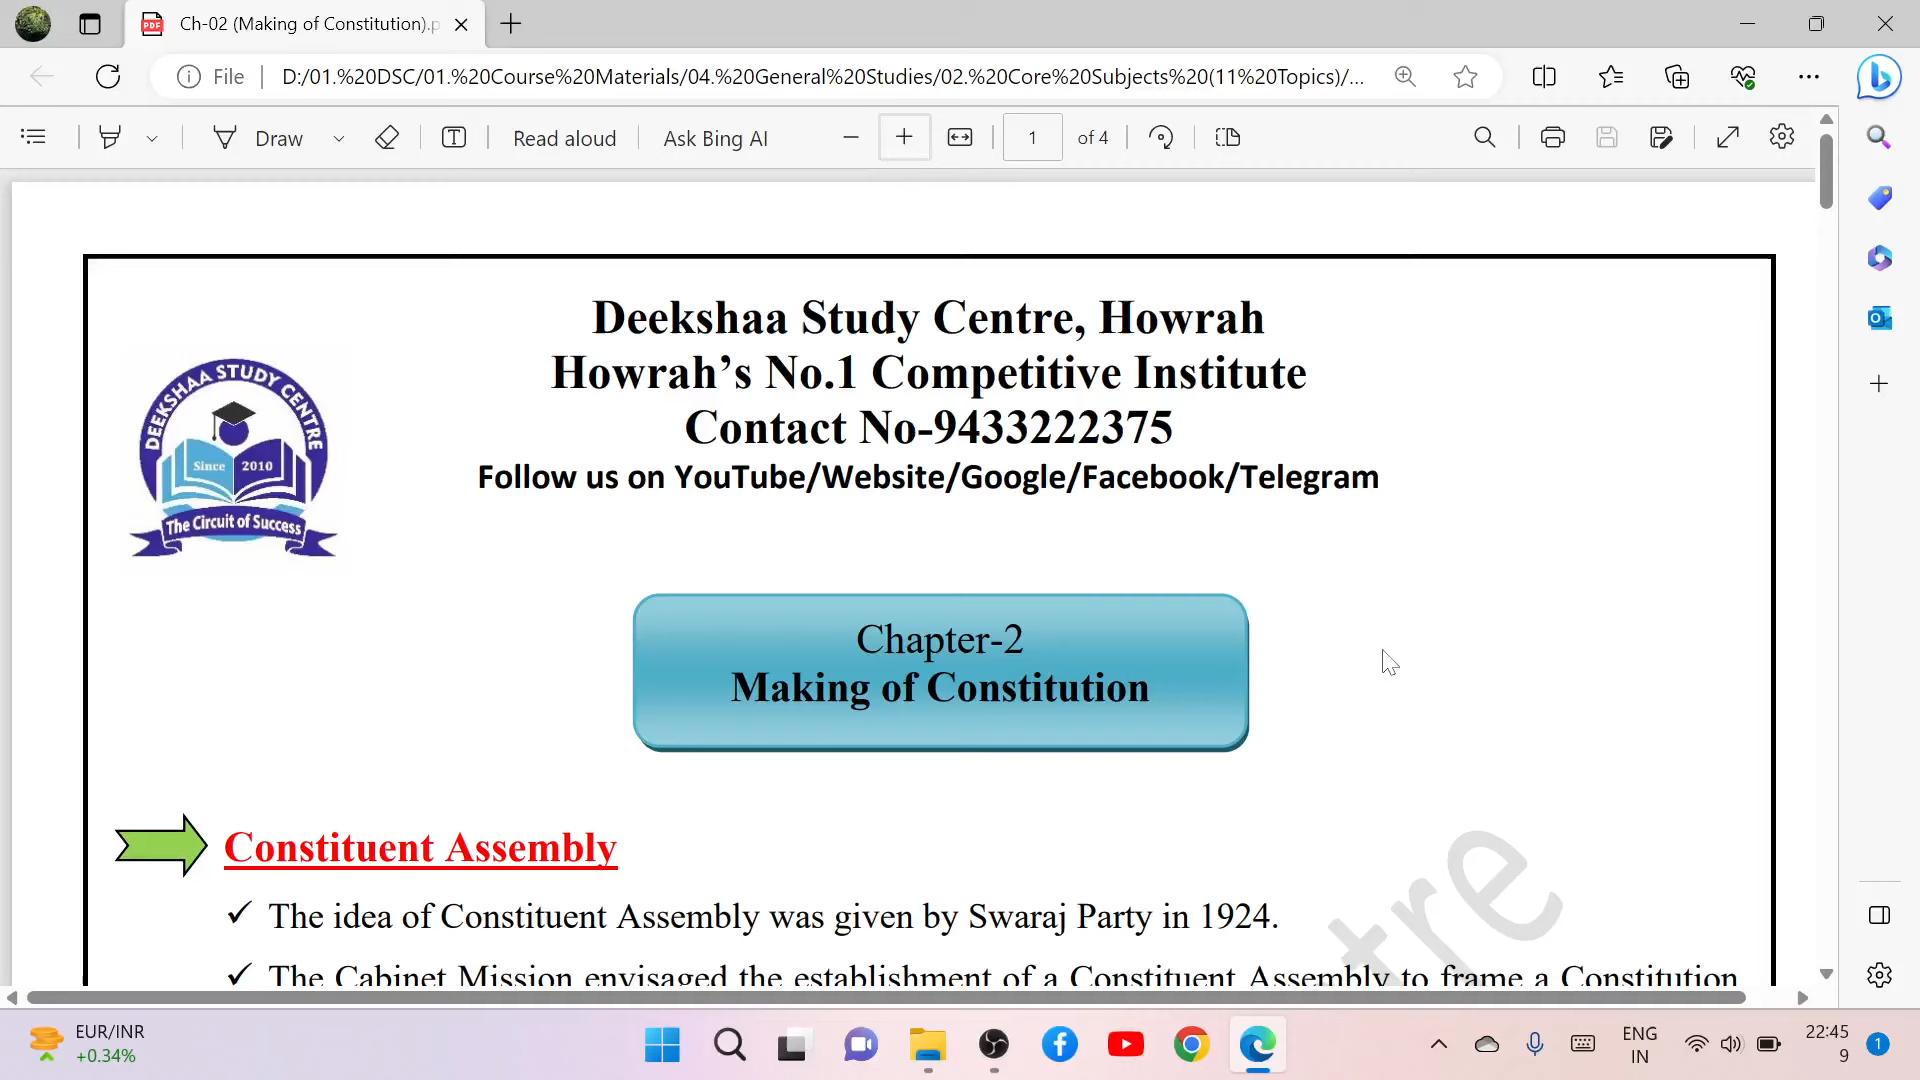 Ch-02 (Making of Constitution).p
File
D:/01.%20DSC/01.%20Course%20Materials/04.%20General%20Studies/02.%20Core%20Subjects%20(11%20Topics)/...
Draw
Read aloud
Ask Bing AI
1
of 4
Deekshaa Study Centre, Howrah
Howrah's No.1 Competitive Institute
Contact No-9433222375
Follow us on YouTube/Website/Google/Facebook/Telegram
DEEKSHAA STUDY CENTRE
Since 2010
The Circuit of Success
Chapter-2
Making of Constitution
Constituent Assembly
✓ The idea of Constituent Assembly was given by Swaraj Party in 1924.
✓ The Cabinet Mission envisaged the establishment of a Constituent Assembly to frame a Constitution
tre
EUR/INR
+0.34%
ENG
IN
22:45
9
1